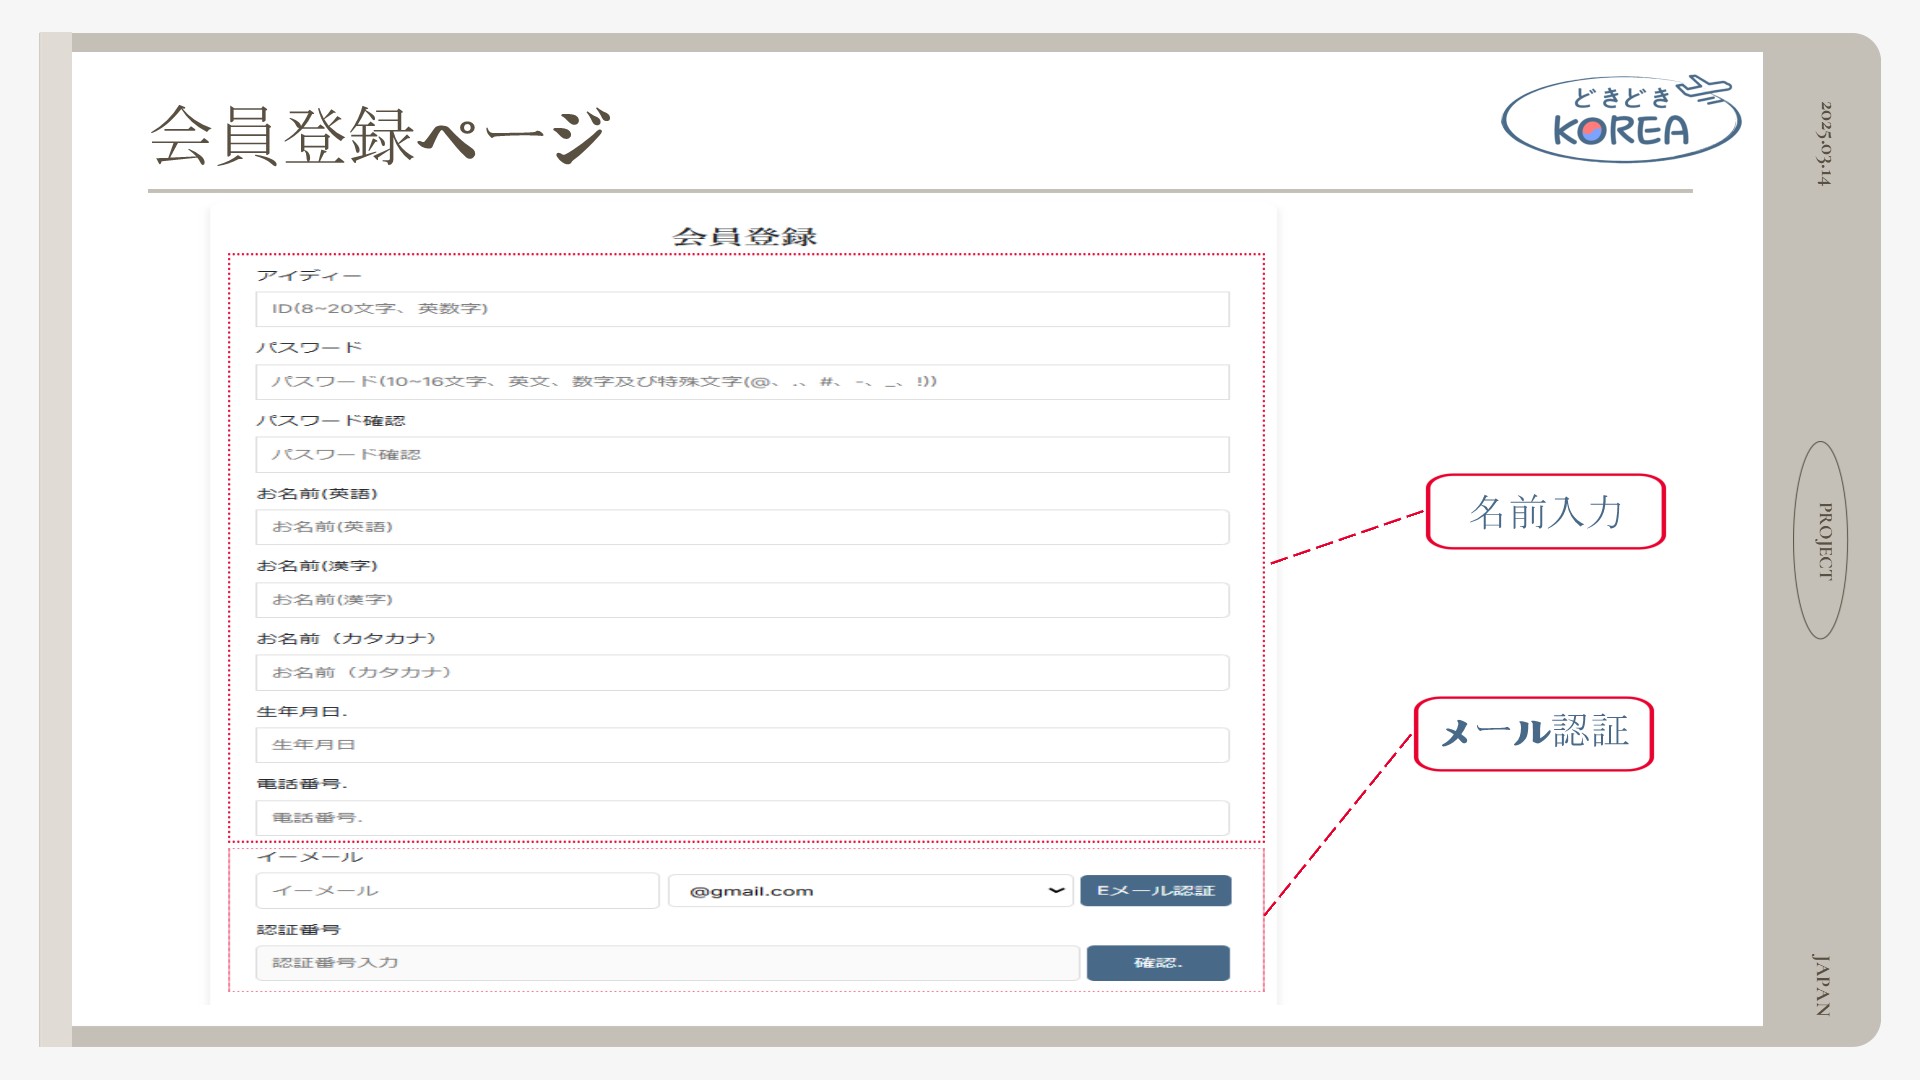 会員登録ページ
どきどき
KOREA
2025.03.14
会員登録
アイディー
ID(8~20文字、英数字)
パスワード
パスワード(10~16文字、英文、数字及び特殊文字(@、.、#、-、_、!))
パスワード確認
パスワード確認
お名前(英語)
お名前(英語)
お名前(漢字)
お名前(漢字)
お名前（カタカナ）
お名前（カタカナ）
生年月日.
生年月日
電話番号.
電話番号.
名前入力
イーメール
イーメール @gmail.com Eメール認証
認証番号
認証番号入力 確認.
メール認証
PROJECT
JAPAN